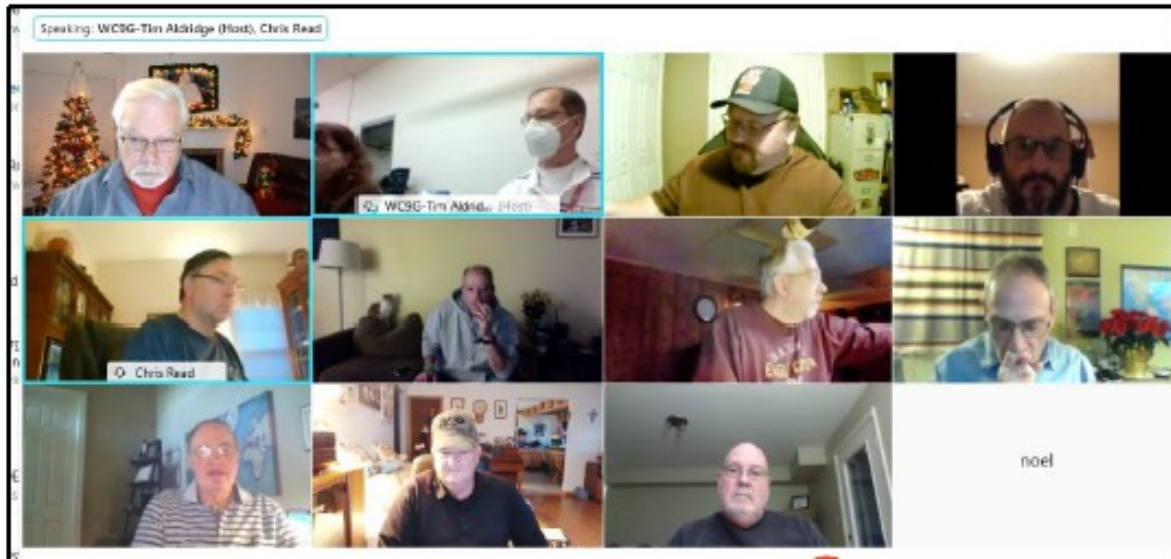 Speaking: WC9G-Tim Aldridge (Host), Chris Read
WC9G-Tim Aldrid... (Host)
Chris Read
noel